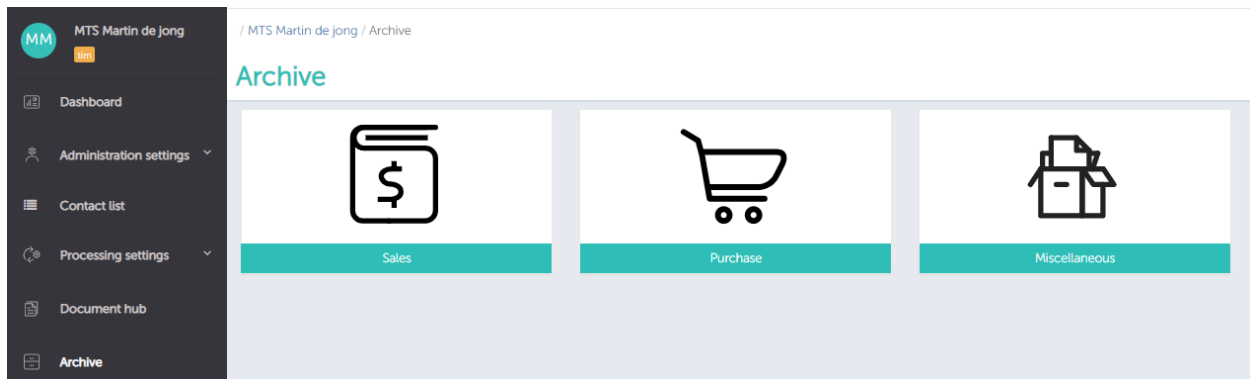 MM
MTS Martin de jong
tim
Dashboard
Administration settings
Contact list
Processing settings
Document hub
Archive
/ MTS Martin de jong / Archive
Archive
$
Sales
Purchase
Miscellaneous